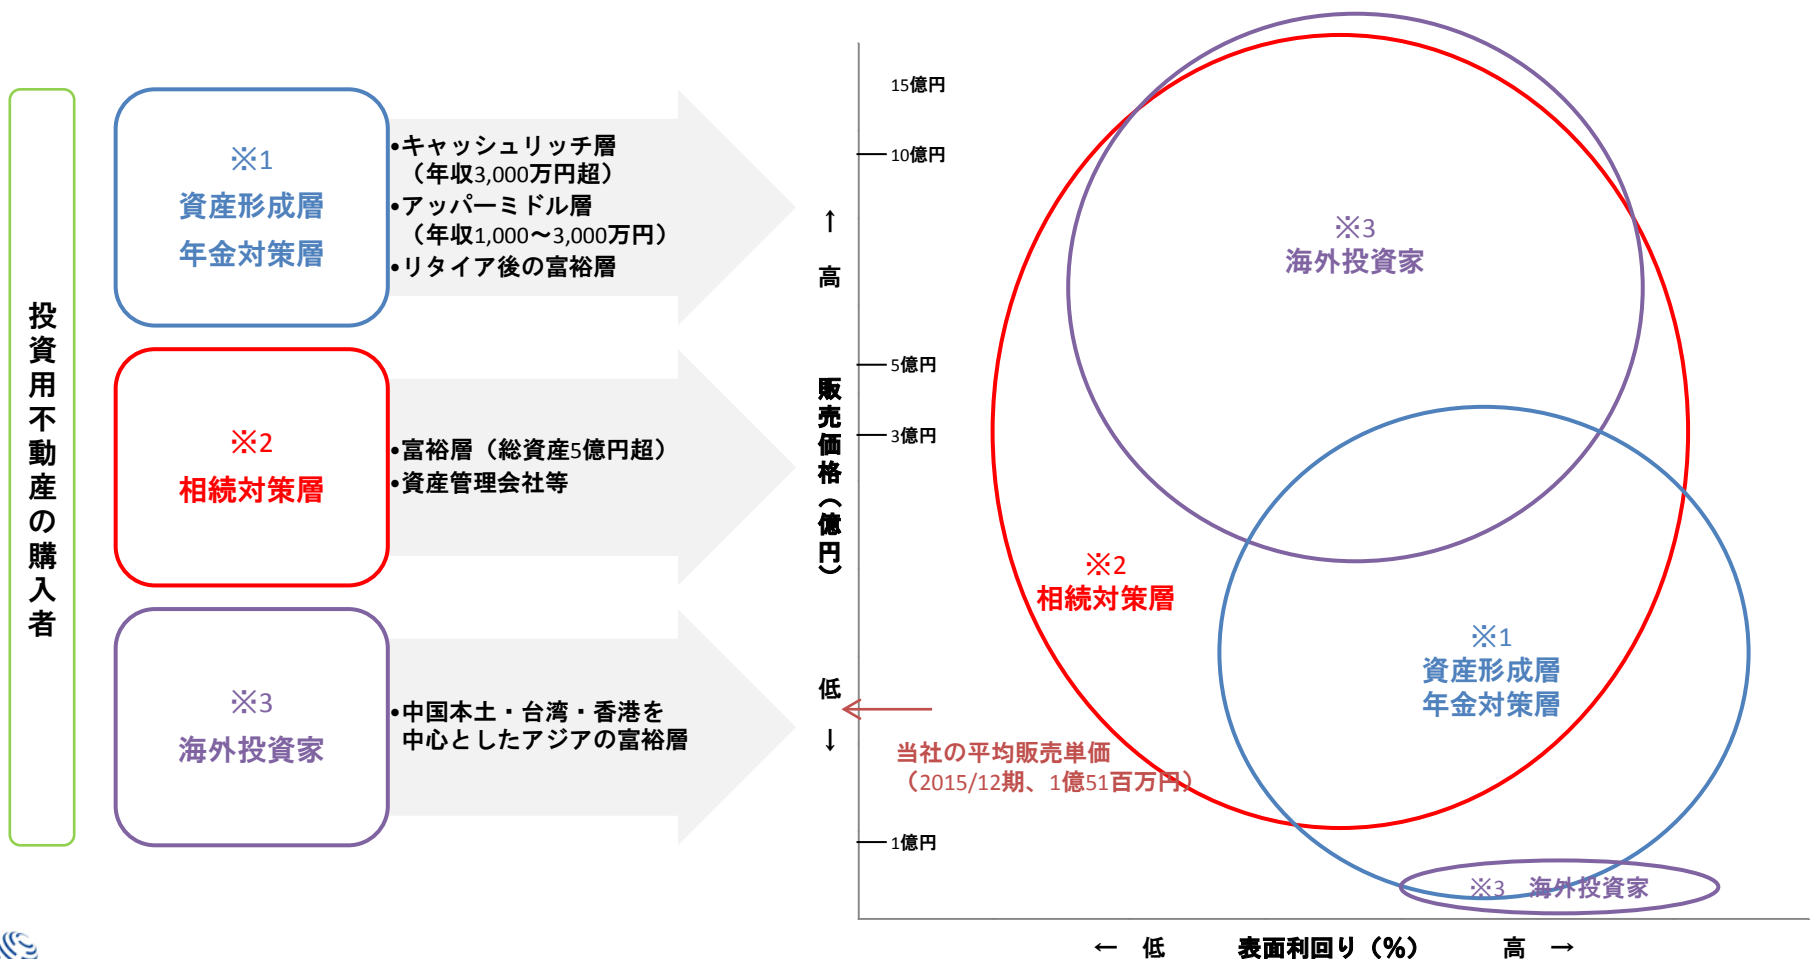 投資用不動産の購入者
※1
資産形成層
年金対策層
•キャッシュリッチ層
（年収3,000万円超）
•アッパーミドル層
（年収1,000～3,000万円）
•リタイア後の富裕層
※2
相続対策層
•富裕層（総資産5億円超）
•資産管理会社等
※3
海外投資家
•中国本土・台湾・香港を
中心としたアジアの富裕層
↑
高
販売価格（億円）
低
↓
15億円
10億円
5億円
3億円
1億円
当社の平均販売単価
（2015/12期、1億51百万円）
※3
海外投資家
※2
相続対策層
※1
資産形成層
年金対策層
※3 海外投資家
← 低 表面利回り（%） 高 →